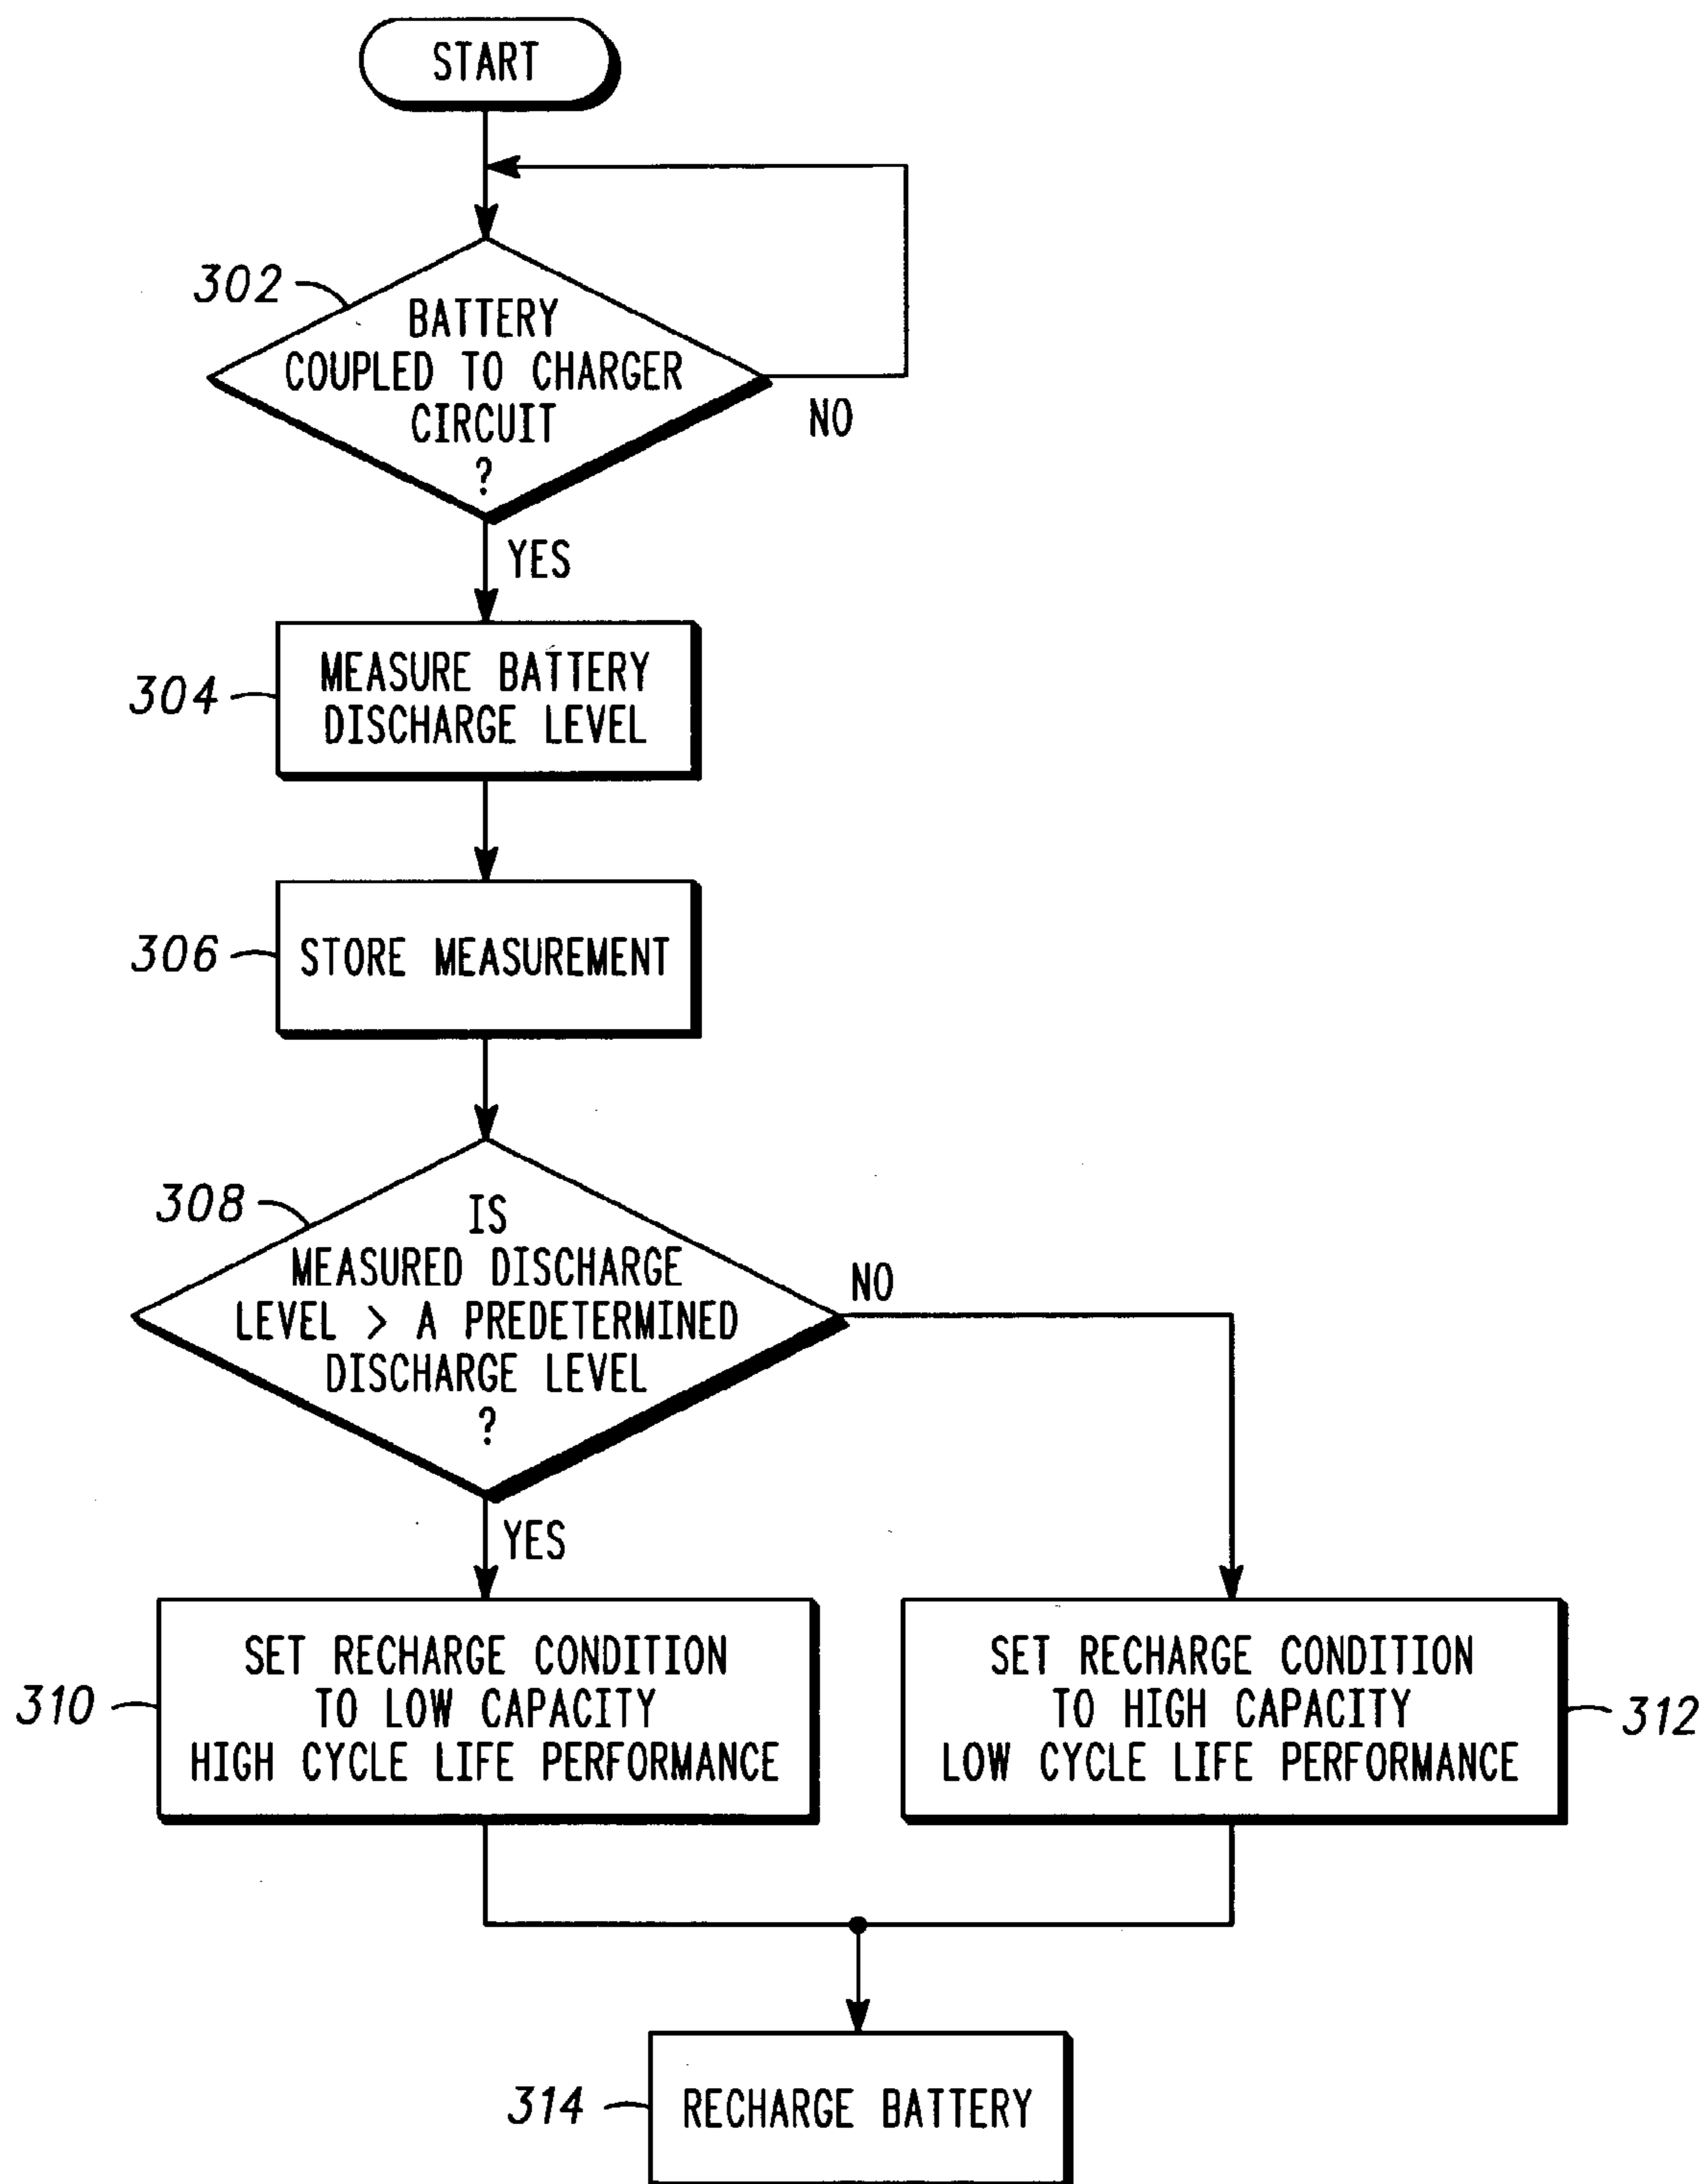 START
302
BATTERY
COUPLED TO CHARGER
CIRCUIT
?
NO
YES
304
MEASURE BATTERY
DISCHARGE LEVEL
306
STORE MEASUREMENT
308
IS
MEASURED DISCHARGE
LEVEL > A PREDETERMINED
DISCHARGE LEVEL
?
NO
YES
310
SET RECHARGE CONDITION
TO LOW CAPACITY
HIGH CYCLE LIFE PERFORMANCE
SET RECHARGE CONDITION
TO HIGH CAPACITY
LOW CYCLE LIFE PERFORMANCE
312
314
RECHARGE BATTERY